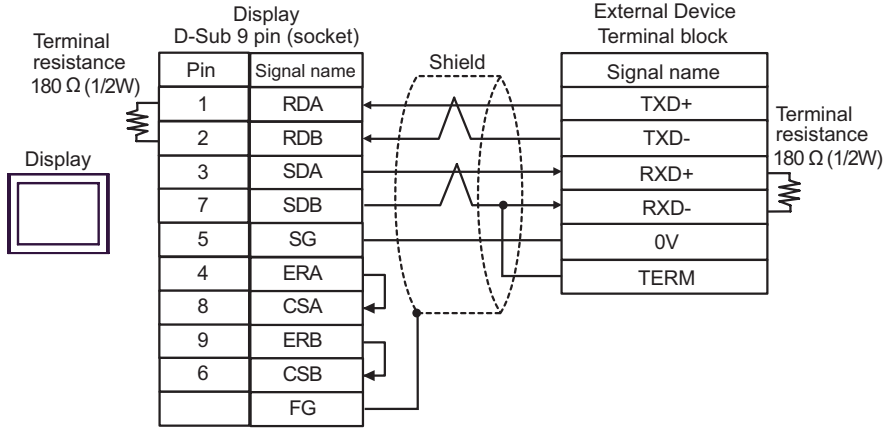 Display
D-Sub 9 pin (socket)
External Device
Terminal block
Terminal
resistance
180 Ω (1/2W)
Shield
Pin Signal name
Signal name
1 RDA
TXD+
2 RDB
TXD-
3 SDA
RXD+
7 SDB
RXD-
5 SG
0V
4 ERA
TERM
8 CSA
9 ERB
6 CSB
FG
Display
Terminal
resistance
180 Ω (1/2W)